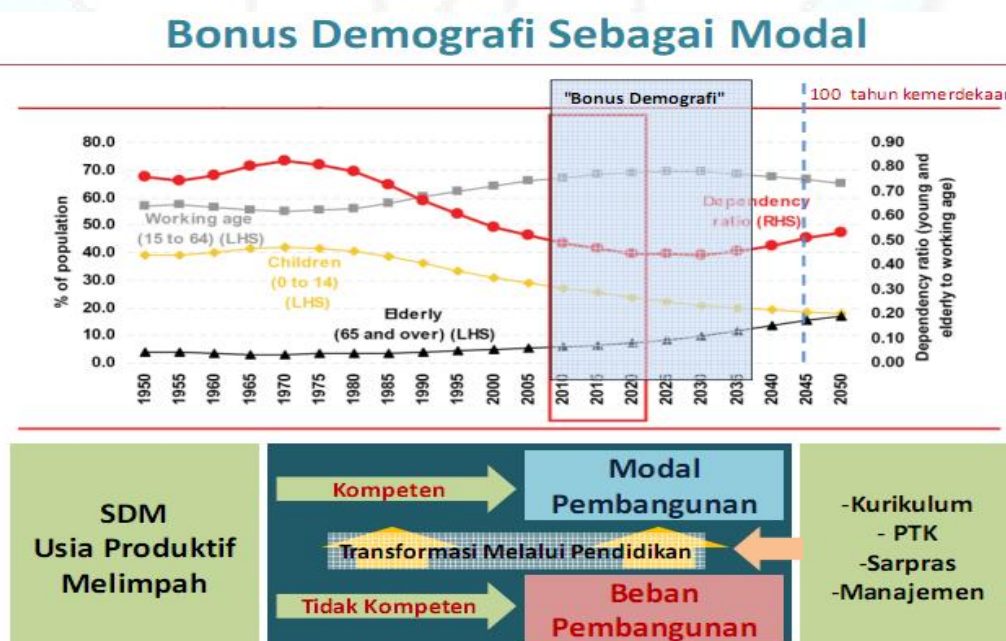 Bonus Demografi Sebagai Modal
"Bonus Demografi"
100 tahun kemerdekaan
80.0
70.0
60.0
50.0
40.0
30.0
20.0
10.0
0.0
% of population
0.90
0.80
0.70
0.60
0.50
0.40
0.30
0.20
0.10
0.00
Dependency ratio (young and
elderly to working age)
Working age
(15 to 64) (LHS)
Children
(0 to 14)
(LHS)
Elderly
(65 and over) (LHS)
Dependency
ratio (RHS)
1950
1955
1960
1965
1970
1975
1980
1985
1990
1995
2000
2005
2010
2015
2020
2025
2030
2035
2040
2045
2050
SDM
Usia Produktif
Melimpah
Kompeten
Modal
Pembangunan
Transformasi Melalui Pendidikan
Tidak Kompeten
Beban
Pembangunan
-Kurikulum
- PTK
-Sarpras
-Manajemen